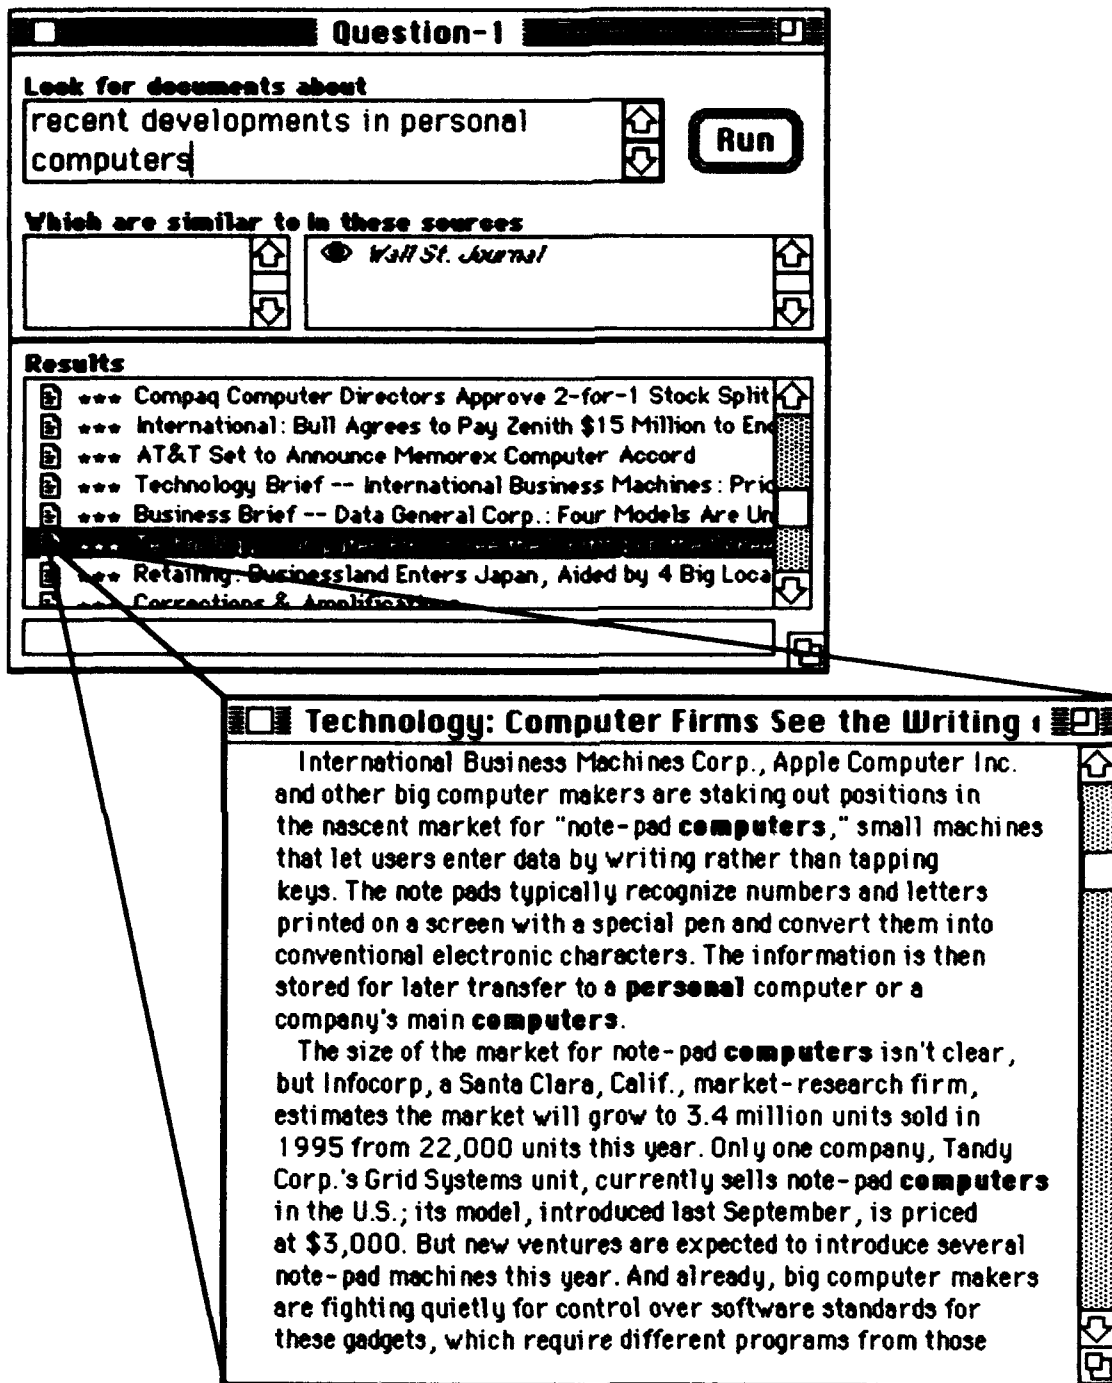 Question-1
Look for documents about
recent developments in personal
computers
Run
Which are similar to in these sources
Wall St. Journal
Results
*** Compaq Computer Directors Approve 2-for-1 Stock Split
*** International: Bull Agrees to Pay Zenith $15 Million to End
*** AT&T Set to Announce Memorex Computer Accord
*** Technology Brief -- International Business Machines: Pric
*** Business Brief -- Data General Corp.: Four Models Are Un
*** Retailing: Businessland Enters Japan, Aided by 4 Big Loca
*** Corrections & Amplifications
Technology: Computer Firms See the Writing
International Business Machines Corp., Apple Computer Inc.
and other big computer makers are staking out positions in
the nascent market for "note-pad computers," small machines
that let users enter data by writing rather than tapping
keys. The note pads typically recognize numbers and letters
printed on a screen with a special pen and convert them into
conventional electronic characters. The information is then
stored for later transfer to a personal computer or a
company's main computers.
The size of the market for note-pad computers isn't clear,
but Infocorp, a Santa Clara, Calif., market-research firm,
estimates the market will grow to 3.4 million units sold in
1995 from 22,000 units this year. Only one company, Tandy
Corp.'s Grid Systems unit, currently sells note-pad computers
in the U.S.; its model, introduced last September, is priced
at $3,000. But new ventures are expected to introduce several
note-pad machines this year. And already, big computer makers
are fighting quietly for control over software standards for
these gadgets, which require different programs from those